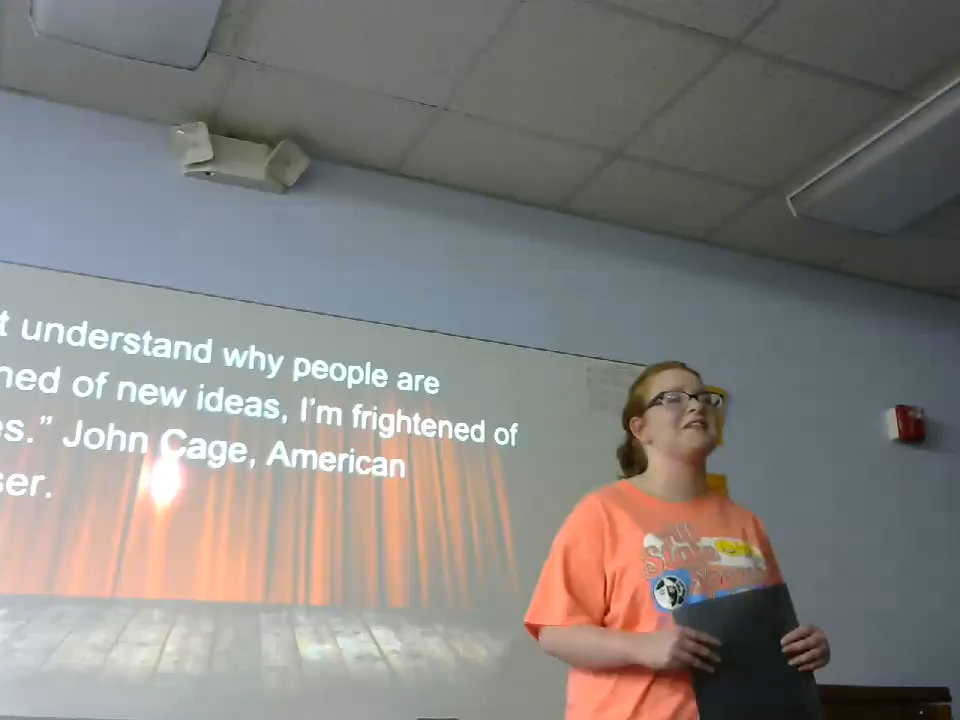 t understand why people are
ned of new ideas, I'm frightened of
es.” John Cage, American
ser.